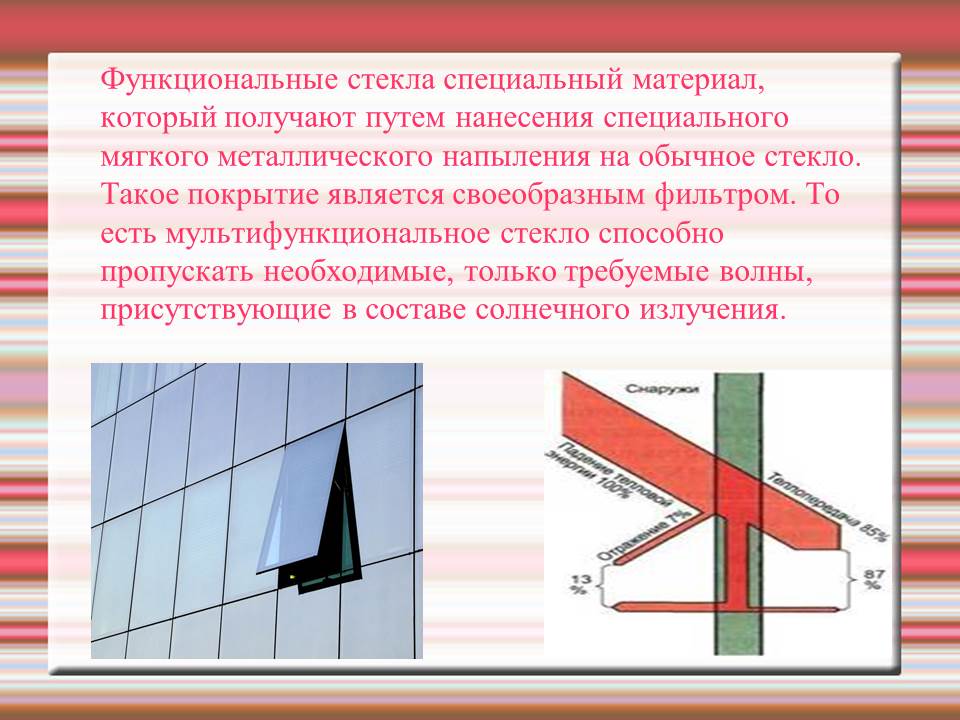 Функциональные стекла специальный материал,
который получают путем нанесения специального
мягкого металлического напыления на обычное стекло.
Такое покрытие является своеобразным фильтром. То
есть мультифункциональное стекло способно
пропускать необходимые, только требуемые волны,
присутствующие в составе солнечного излучения.
Снаружи
Падение тепловой
энергии 100%
Теплопередача 85%
Отражение 7%
13
%
87
%